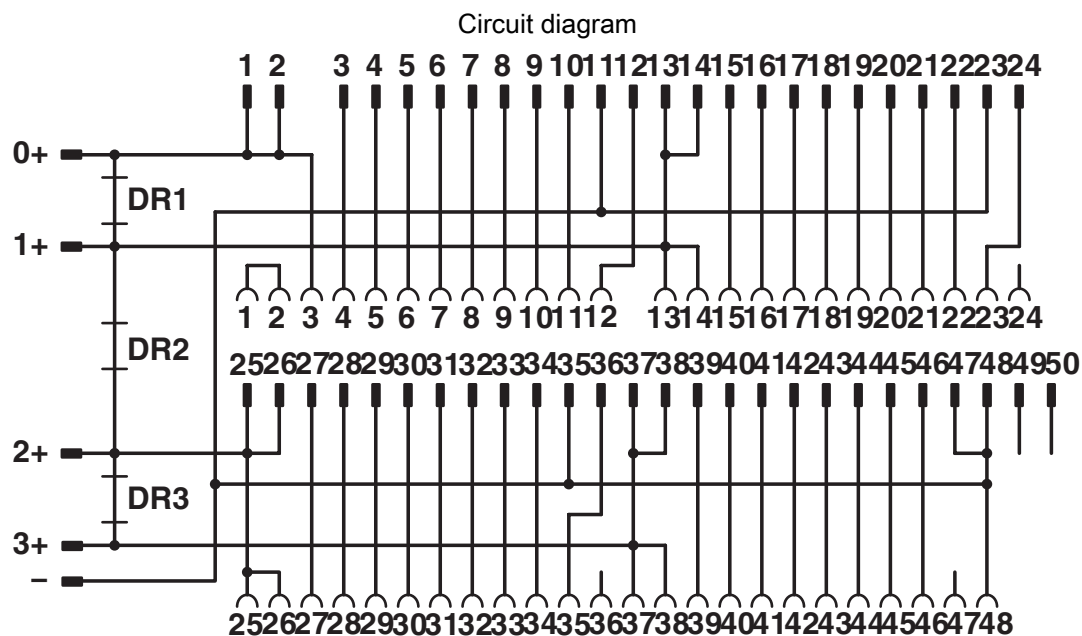 Circuit diagram
1 2 3 4 5 6 7 8 9 10 11 12 13 14 15 16 17 18 19 20 21 22 23 24
0+
DR1
1+
1 2 3 4 5 6 7 8 9 10 11 12 13 14 15 16 17 18 19 20 21 22 23 24
DR2
25 26 27 28 29 30 31 32 33 34 35 36 37 38 39 40 41 42 43 44 45 46 47 48 49 50
2+
DR3
3+
–
25 26 27 28 29 30 31 32 33 34 35 36 37 38 39 40 41 42 43 44 45 46 47 48